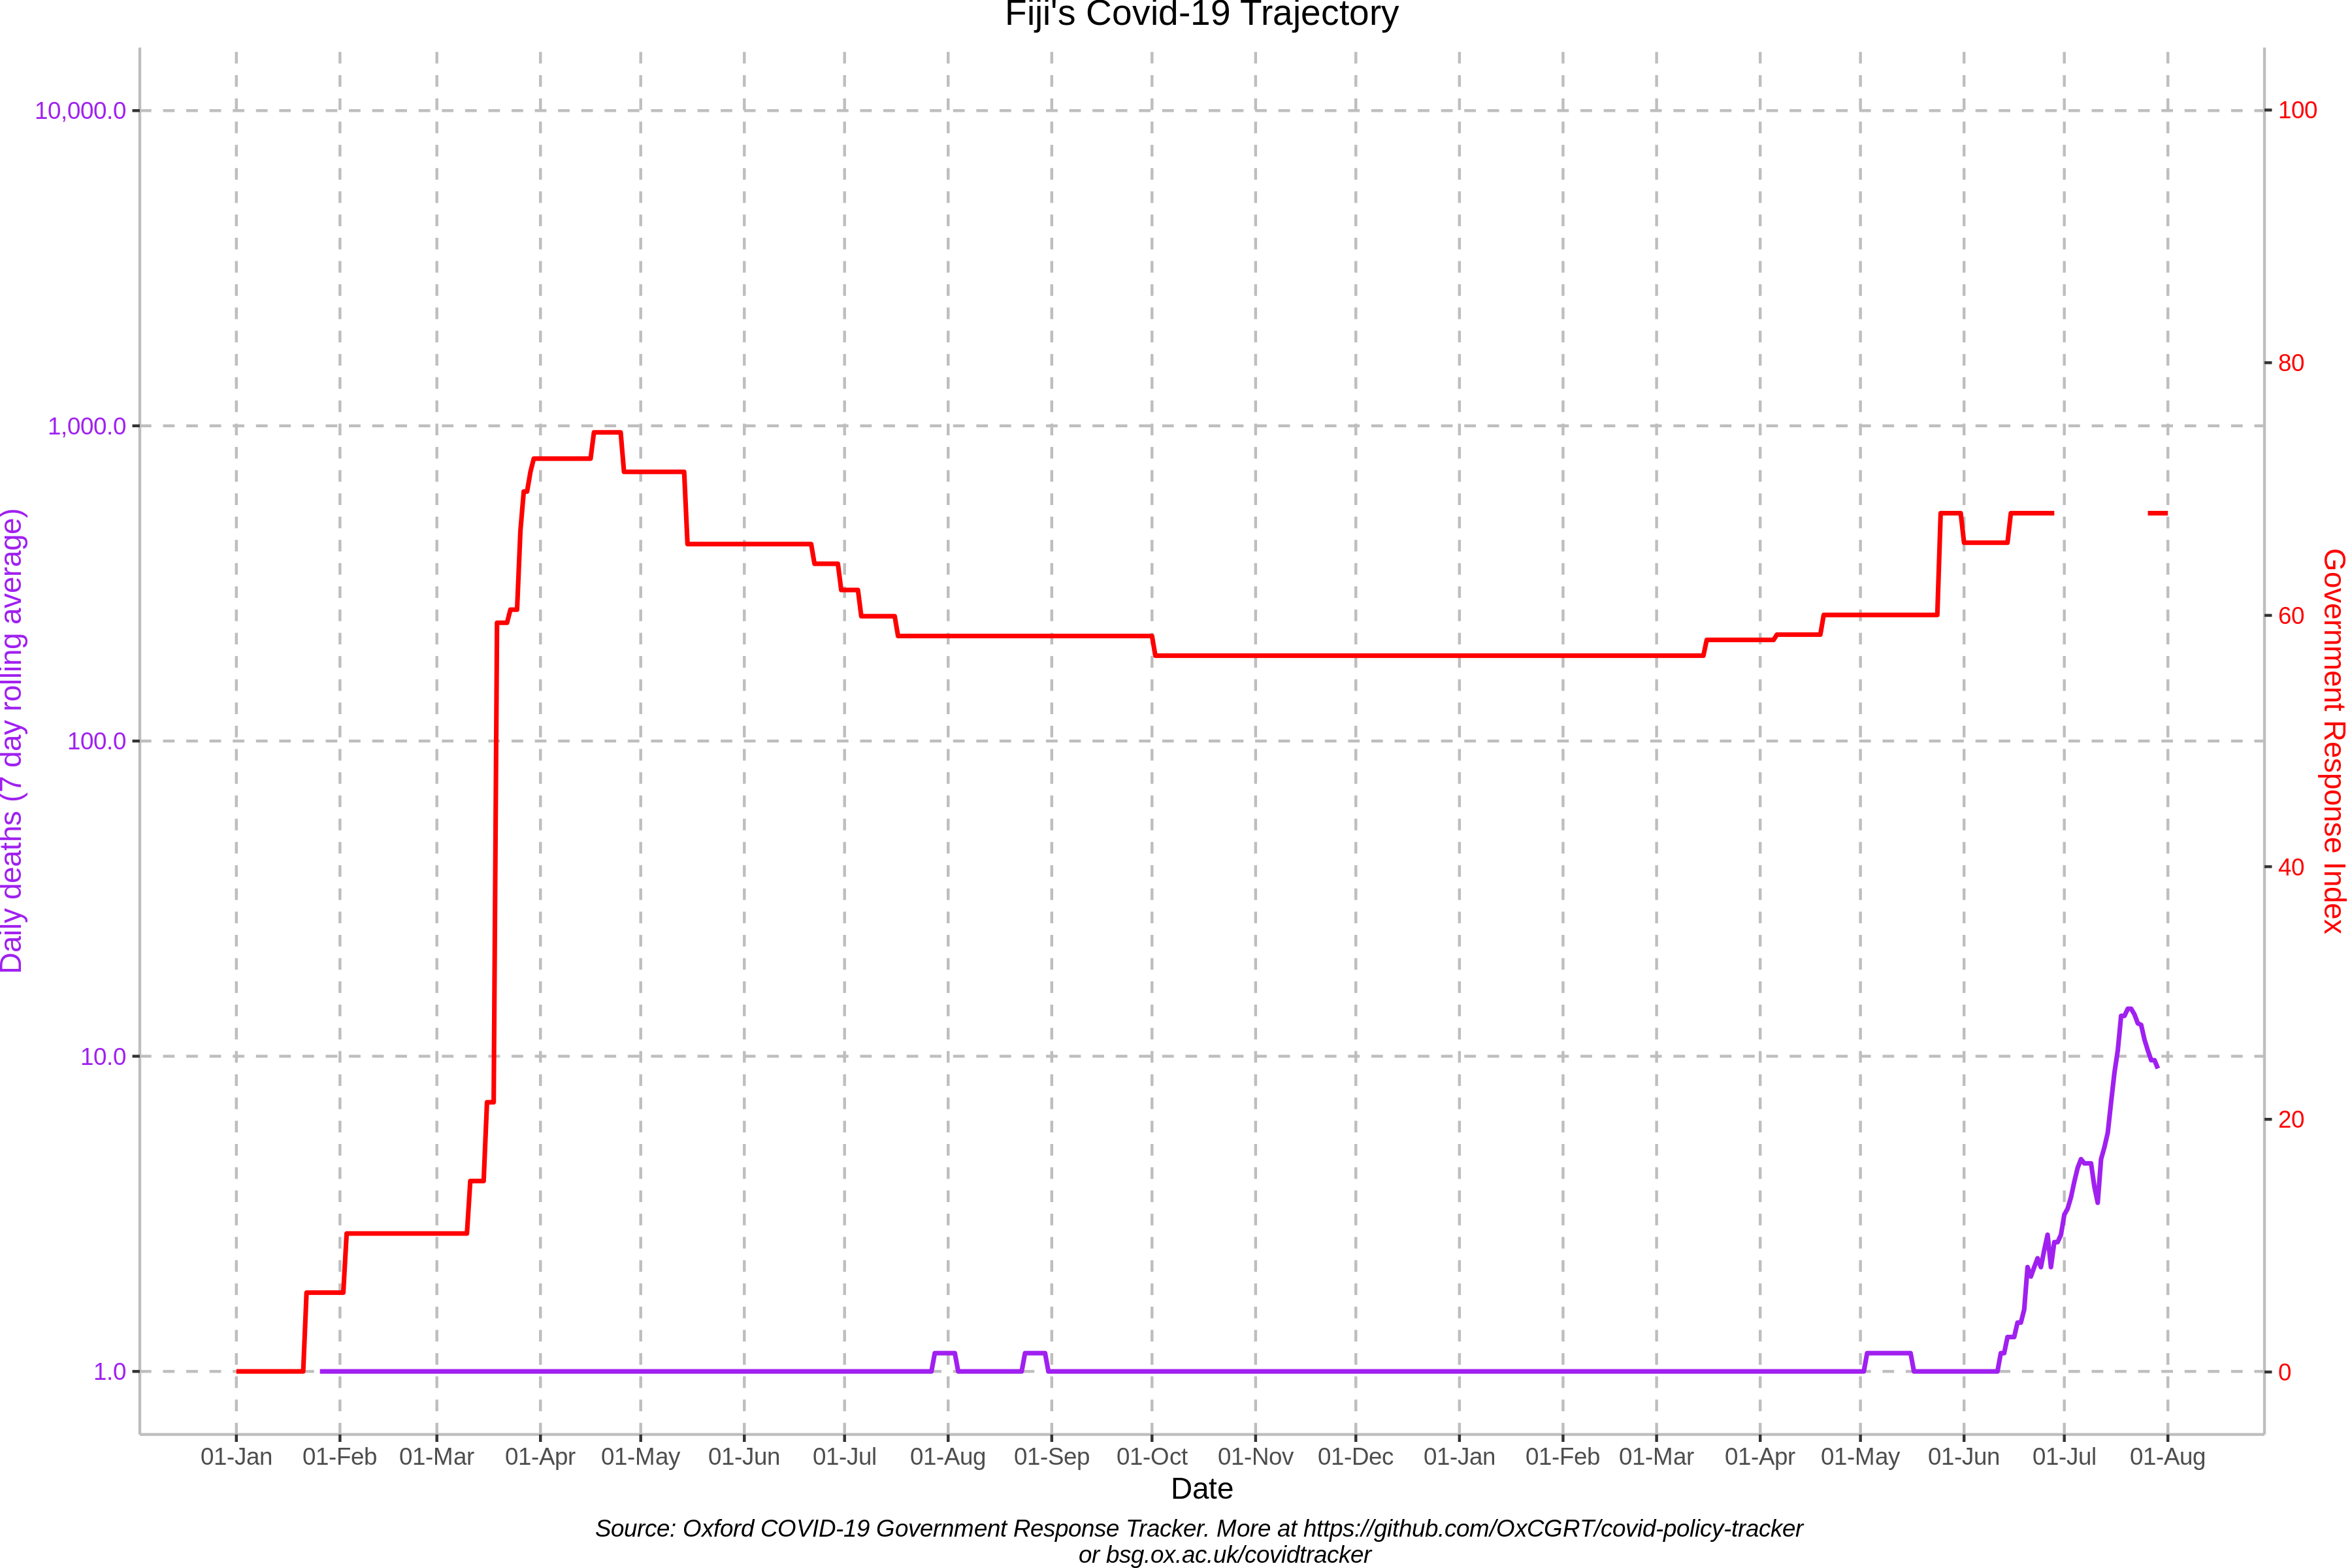 Fiji's Covid-19 Trajectory
10,000.0
1,000.0
100.0
10.0
1.0
Daily deaths (7 day rolling average)
100
80
60
40
20
0
Government Response Index
01-Jan 01-Feb 01-Mar 01-Apr 01-May 01-Jun 01-Jul 01-Aug 01-Sep 01-Oct 01-Nov 01-Dec 01-Jan 01-Feb 01-Mar 01-Apr 01-May 01-Jun 01-Jul 01-Aug
Date
Source: Oxford COVID-19 Government Response Tracker. More at https://github.com/OxCGRT/covid-policy-tracker
or bsg.ox.ac.uk/covidtracker